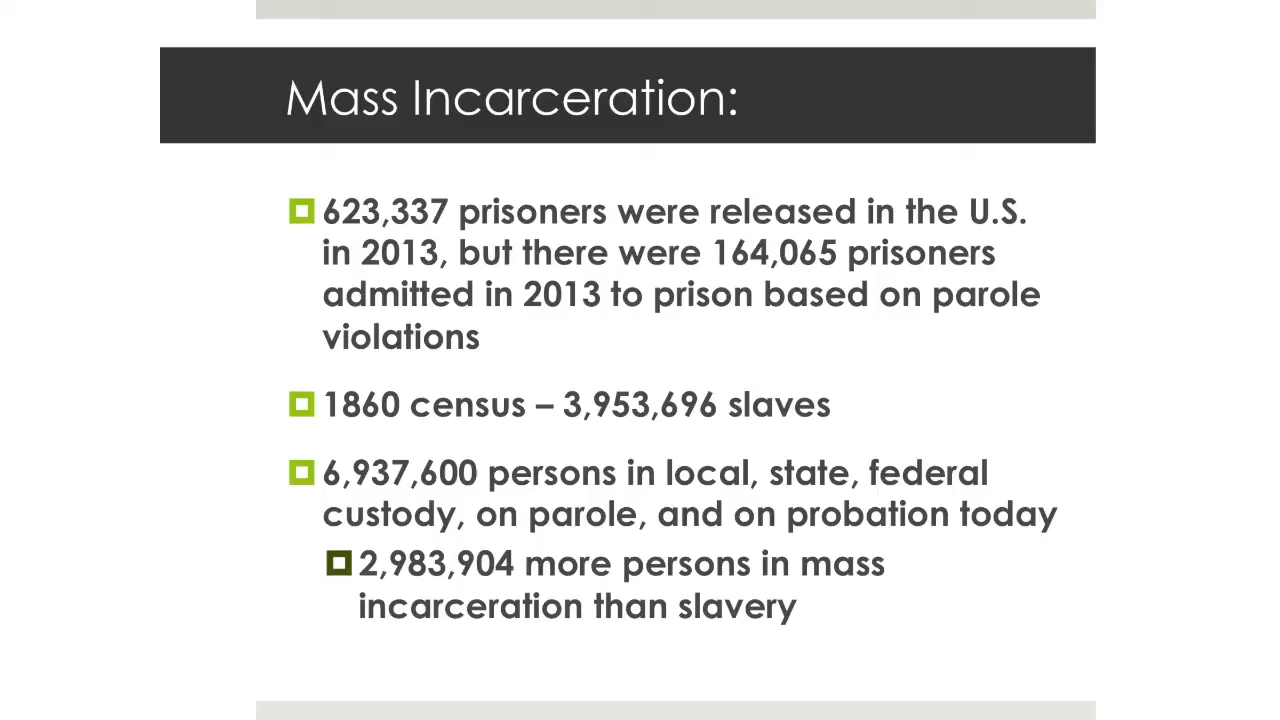 Mass Incarceration:
623,337 prisoners were released in the U.S.
in 2013, but there were 164,065 prisoners
admitted in 2013 to prison based on parole
violations
1860 census – 3,953,696 slaves
6,937,600 persons in local, state, federal
custody, on parole, and on probation today
2,983,904 more persons in mass
incarceration than slavery